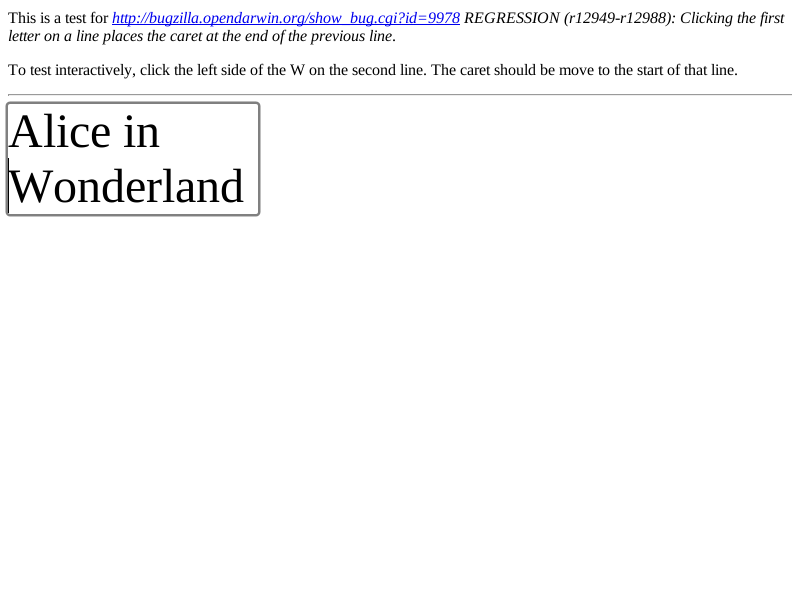 This is a test for http://bugzilla.opendarwin.org/show_bug.cgi?id=9978 REGRESSION (r12949-r12988): Clicking the first
letter on a line places the caret at the end of the previous line.
To test interactively, click the left side of the W on the second line. The caret should be move to the start of that line.
Alice in
Wonderland